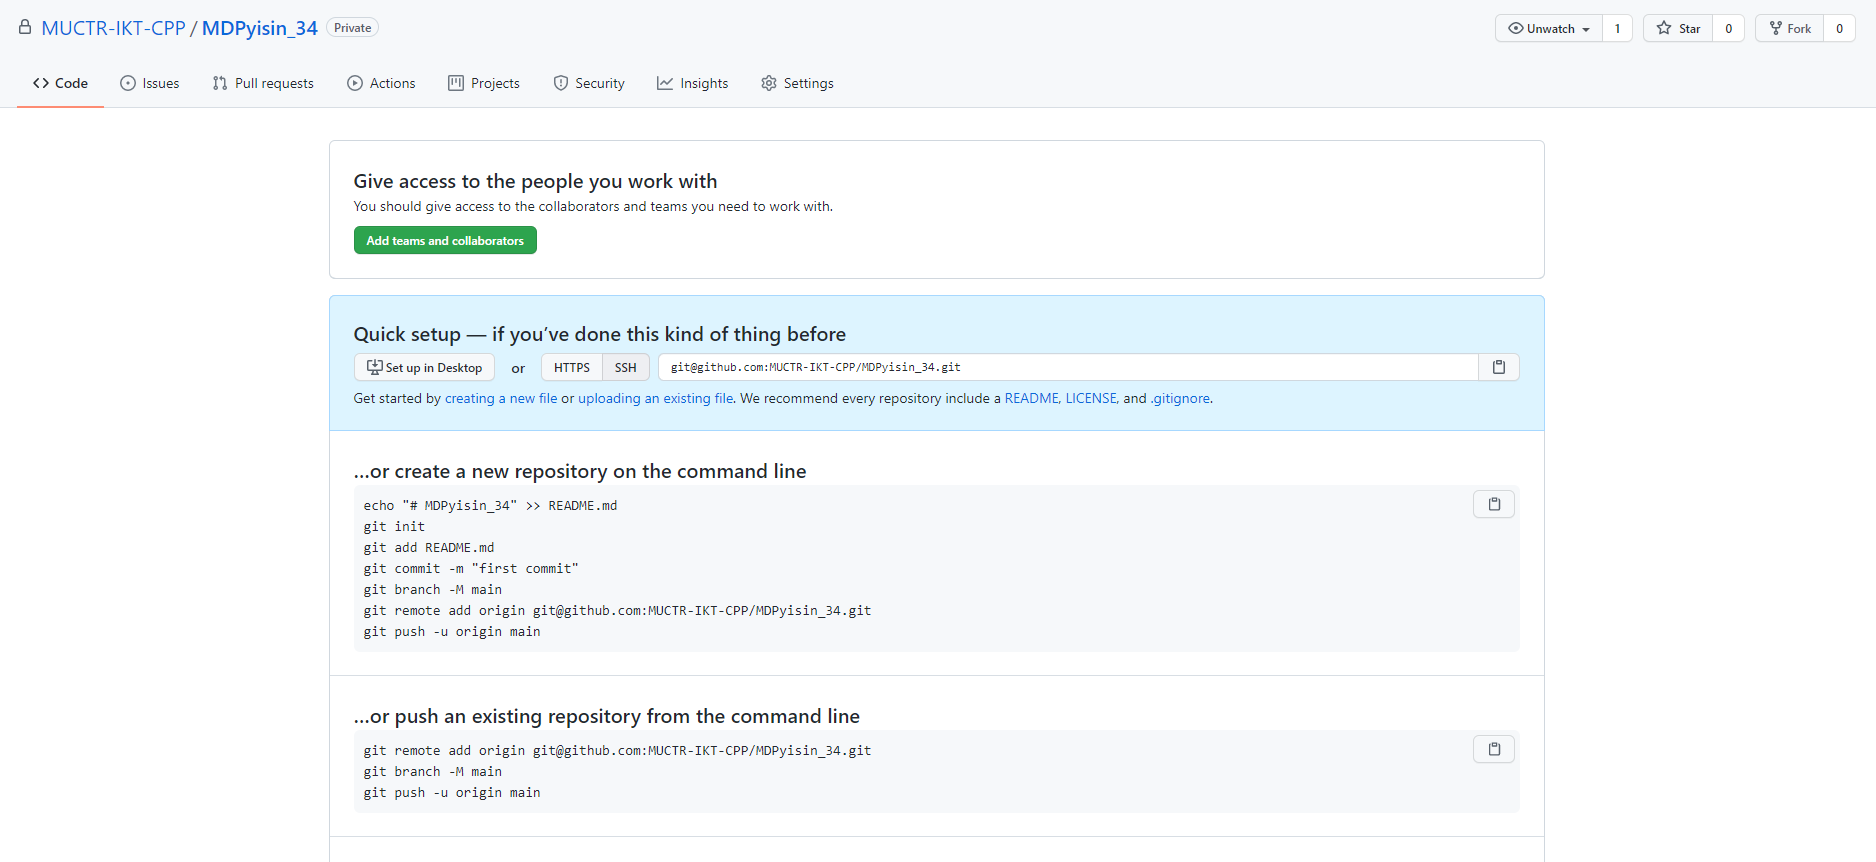 MUCTR-IKT-CPP / MDPyisin_34 Private
Unwatch 1 Star 0 Fork 0
Code Issues Pull requests Actions Projects Security Insights Settings
Give access to the people you work with
You should give access to the collaborators and teams you need to work with.
Add teams and collaborators
Quick setup — if you’ve done this kind of thing before
Set up in Desktop or HTTPS SSH git@github.com:MUCTR-IKT-CPP/MDPyisin_34.git
Get started by creating a new file or uploading an existing file. We recommend every repository include a README, LICENSE, and .gitignore.
…or create a new repository on the command line
echo "# MDPyisin_34" >> README.md
git init
git add README.md
git commit -m "first commit"
git branch -M main
git remote add origin git@github.com:MUCTR-IKT-CPP/MDPyisin_34.git
git push -u origin main
…or push an existing repository from the command line
git remote add origin git@github.com:MUCTR-IKT-CPP/MDPyisin_34.git
git branch -M main
git push -u origin main